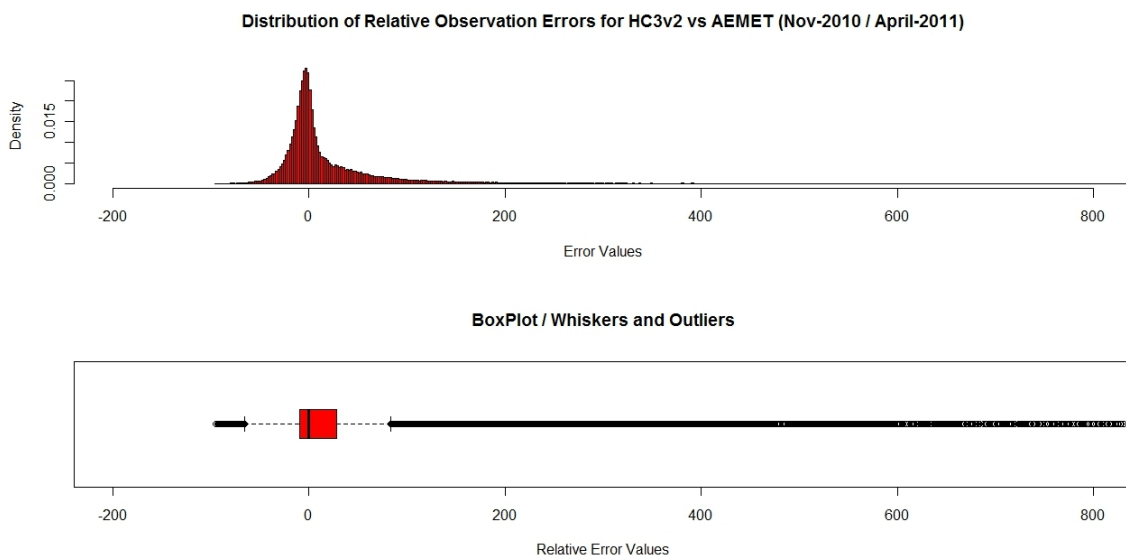 Distribution of Relative Observation Errors for HC3v2 vs AEMET (Nov-2010 / April-2011)
Density
0.015
0.000
-200 0 200 400 600 800
Error Values
BoxPlot / Whiskers and Outliers
-200 0 200 400 600 800
Relative Error Values